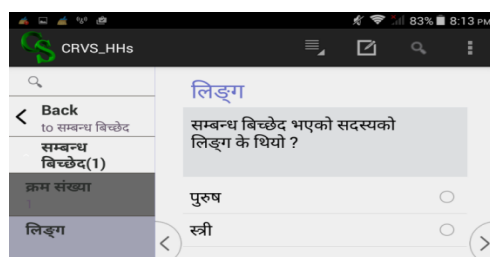 83% 8:13 PM
CRVS_HHs
Back
to सम्बन्ध बिच्छेद
सम्बन्ध
बिच्छेद(1)
क्रम संख्या
1
लिङ्ग
लिङ्ग
सम्बन्ध बिच्छेद भएको सदस्यको
लिङ्ग के थियो ?
पुरुष
स्त्री